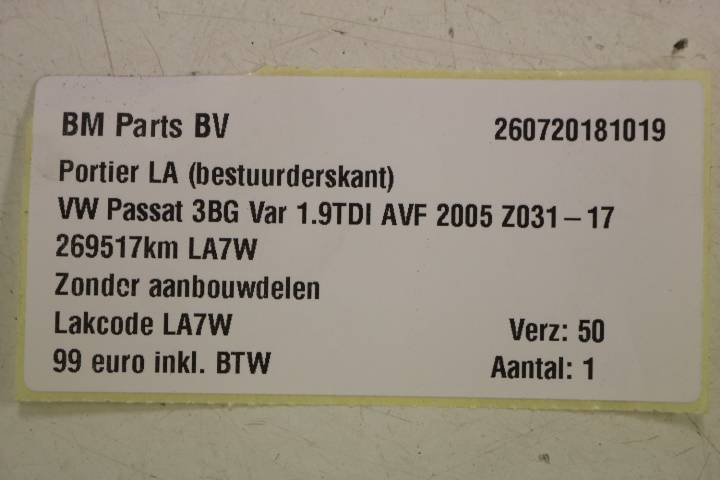 BM Parts BV 260720181019
Portier LA (bestuurderskant)
VW Passat 3BG Var 1.9TDI AVF 2005 Z031-17
269517km LA7W
Zonder aanbouwdelen
Lakcode LA7W Verz: 50
99 euro inkl. BTW Aantal: 1